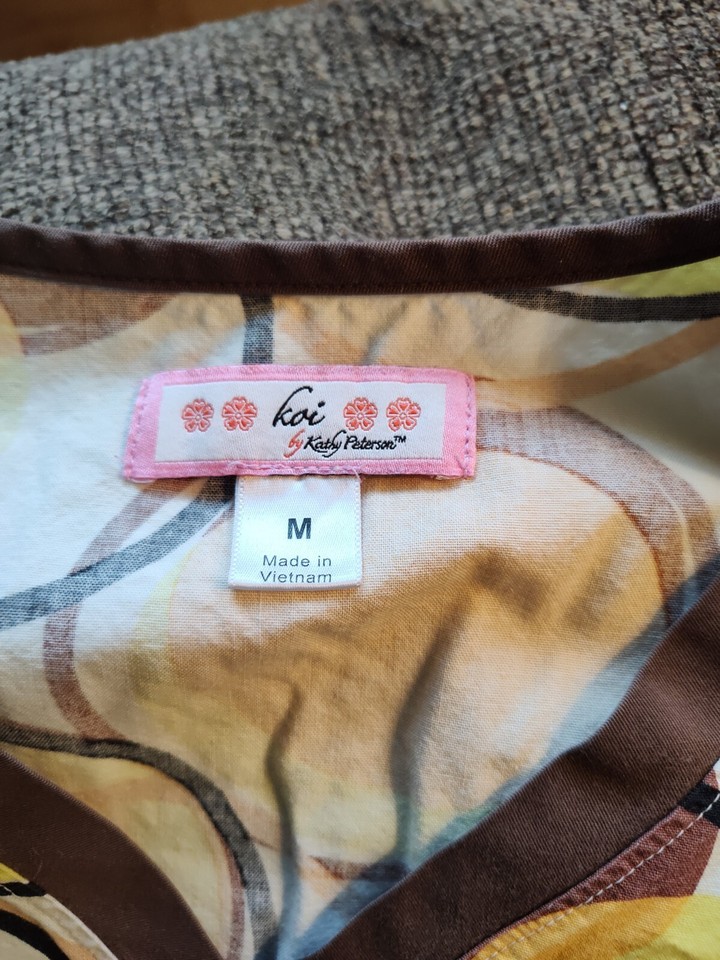 koi
by Kathy Peterson™
M
Made in
Vietnam